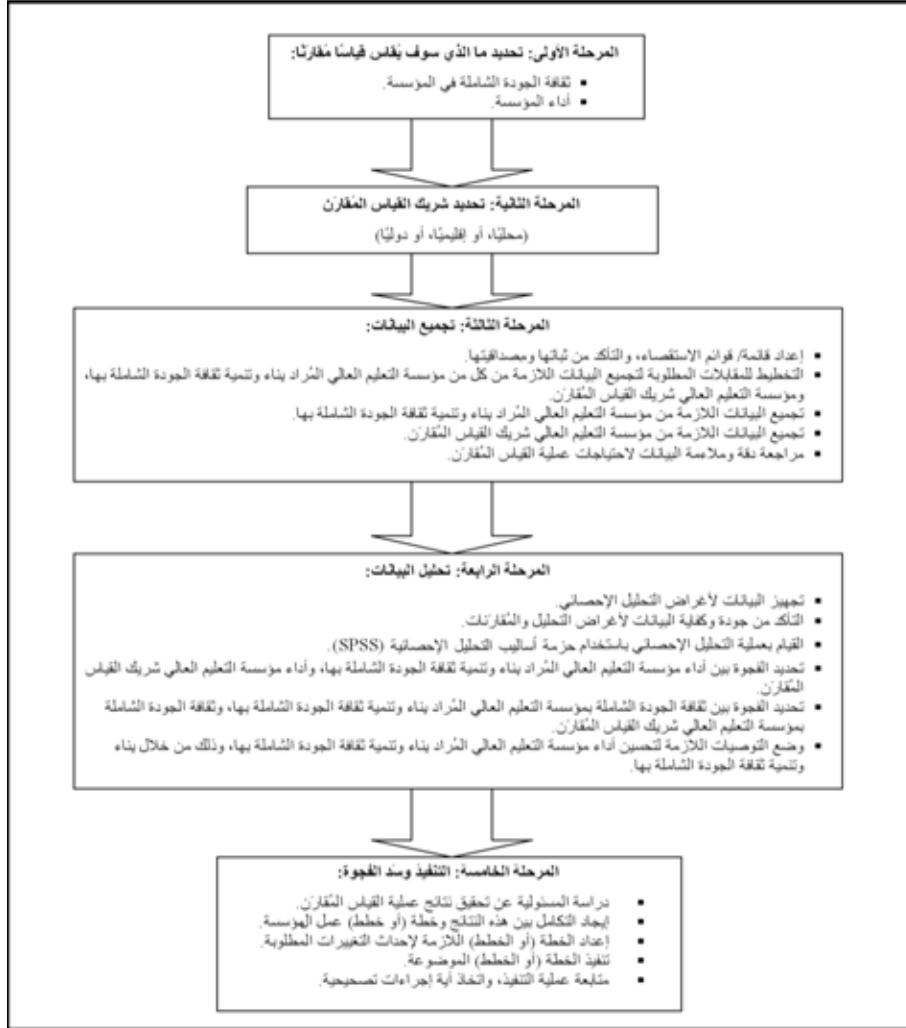 المرحلة الأولى: تحديد ما الذي سوف يُقاس قياسًا مُقارنًا:
▪ ثقافة الجودة الشاملة في المؤسسة.
▪ أداء المؤسسة.
المرحلة الثانية: تحديد شريك القياس المُقارَن
(محليًا، أو إقليميًا، أو دوليًا)
المرحلة الثالثة: تجميع البيانات:
▪ إعداد قائمة/ قوائم الاستقصاء، والتأكد من ثباتها ومصداقيتها.
▪ التخطيط للمقابلات المطلوبة لتجميع البيانات اللازمة من كل من مؤسسة التعليم العالي المُراد بناء وتنمية ثقافة الجودة الشاملة بها،
ومؤسسة التعليم العالي شريك القياس المُقارَن.
▪ تجميع البيانات اللازمة من مؤسسة التعليم العالي المُراد بناء وتنمية ثقافة الجودة الشاملة بها.
▪ تجميع البيانات اللازمة من مؤسسة التعليم العالي شريك القياس المُقارَن.
▪ مراجعة دقة وملاءمة البيانات لاحتياجات عملية القياس المُقارَن.
المرحلة الرابعة: تحليل البيانات:
▪ تجهيز البيانات لأغراض التحليل الإحصائي.
▪ التأكد من جودة وكفاية البيانات لأغراض التحليل والمُقارنات.
▪ القيام بعملية التحليل الإحصائي باستخدام حزمة أساليب التحليل الإحصائية (SPSS).
▪ تحديد الفجوة بين أداء مؤسسة التعليم العالي المُراد بناء وتنمية ثقافة الجودة الشاملة بها، وأداء مؤسسة التعليم العالي شريك القياس
المُقارَن.
▪ تحديد الفجوة بين ثقافة الجودة الشاملة بمؤسسة التعليم العالي المُراد بناء وتنمية ثقافة الجودة الشاملة بها، وثقافة الجودة الشاملة
بمؤسسة التعليم العالي شريك القياس المُقارَن.
▪ وضع التوصيات اللازمة لتحسين أداء مؤسسة التعليم العالي المُراد بناء وتنمية ثقافة الجودة الشاملة بها، وذلك من خلال بناء
وتنمية ثقافة الجودة الشاملة بها.
المرحلة الخامسة: التنفيذ وسد الفجوة:
▪ دراسة المسئولية عن تحقيق نتائج عملية القياس المُقارَن.
▪ إيجاد التكامل بين هذه النتائج وخطة (أو خطط) عمل المؤسسة.
▪ إعداد الخطة (أو الخطط) اللازمة لإحداث التغييرات المطلوبة.
▪ تنفيذ الخطة (أو الخطط) الموضوعة.
▪ متابعة عملية التنفيذ، واتخاذ أية إجراءات تصحيحية.